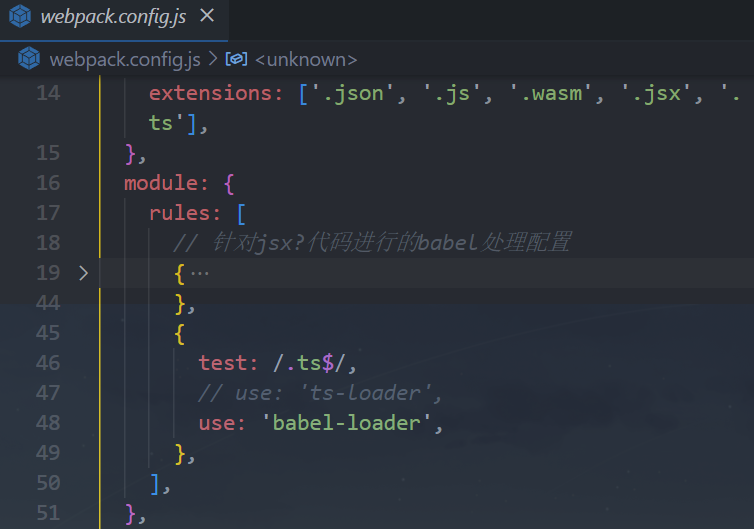 webpack.config.js ×
webpack.config.js > <unknown>
14 extensions: ['.json', '.js', '.wasm', '.jsx', '.
ts'],
15 },
16 module: {
17 rules: [
18 // 针对jsx?代码进行的babel处理配置
19 > { ···
44 },
45 {
46 test: /.ts$/,
47 // use: 'ts-loader',
48 use: 'babel-loader',
49 },
50 ],
51 },